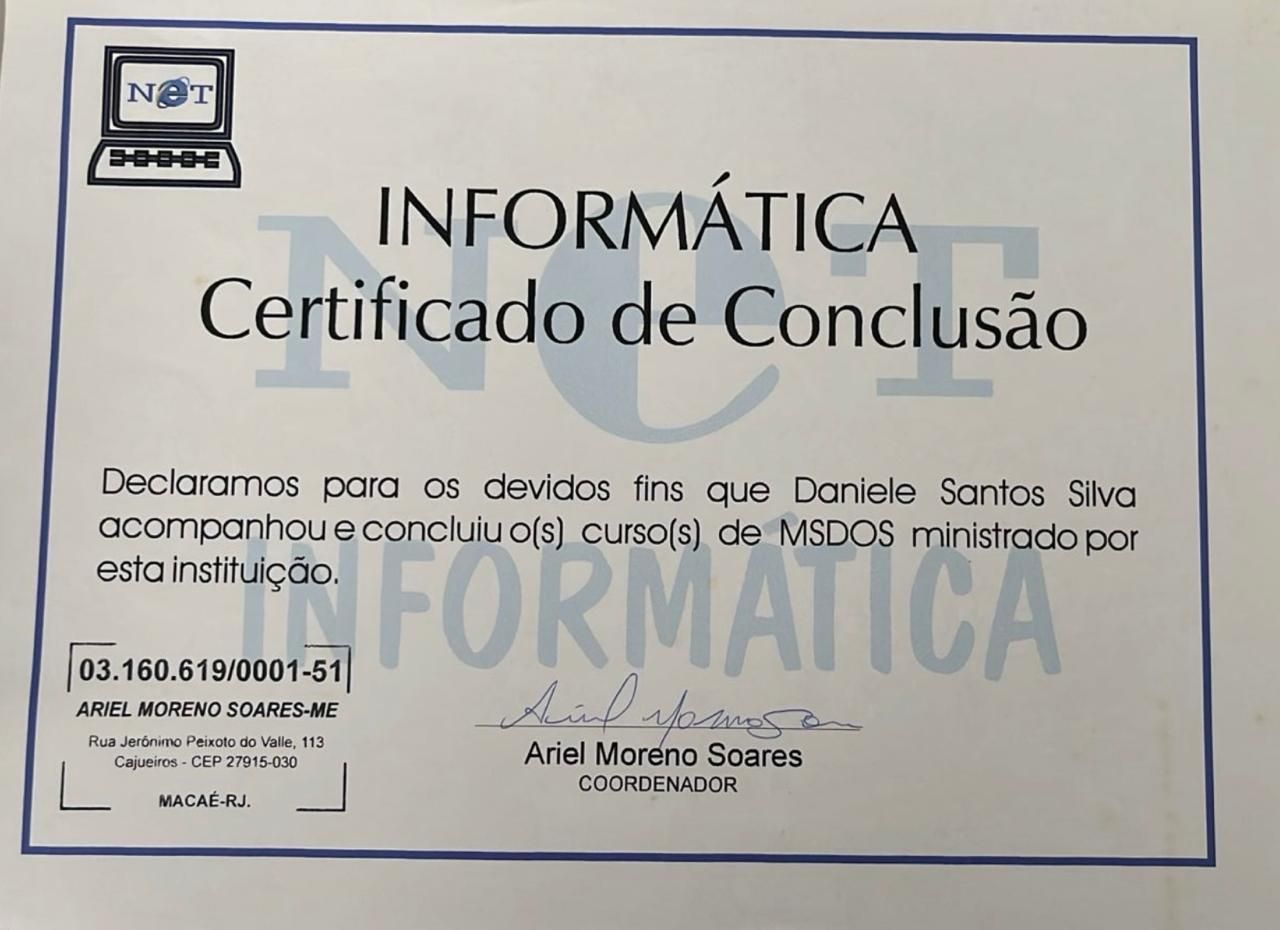 NeT
INFORMÁTICA
Certificado de Conclusão
NeT
INFORMÁTICA
Declaramos para os devidos fins que Daniele Santos Silva
acompanhou e concluiu o(s) curso(s) de MSDOS ministrado por
esta instituição.
03.160.619/0001-51
ARIEL MORENO SOARES-ME
Rua Jerônimo Peixoto do Valle, 113
Cajueiros - CEP 27915-030
MACAÉ-RJ.
Ariel Moreno Soares
COORDENADOR